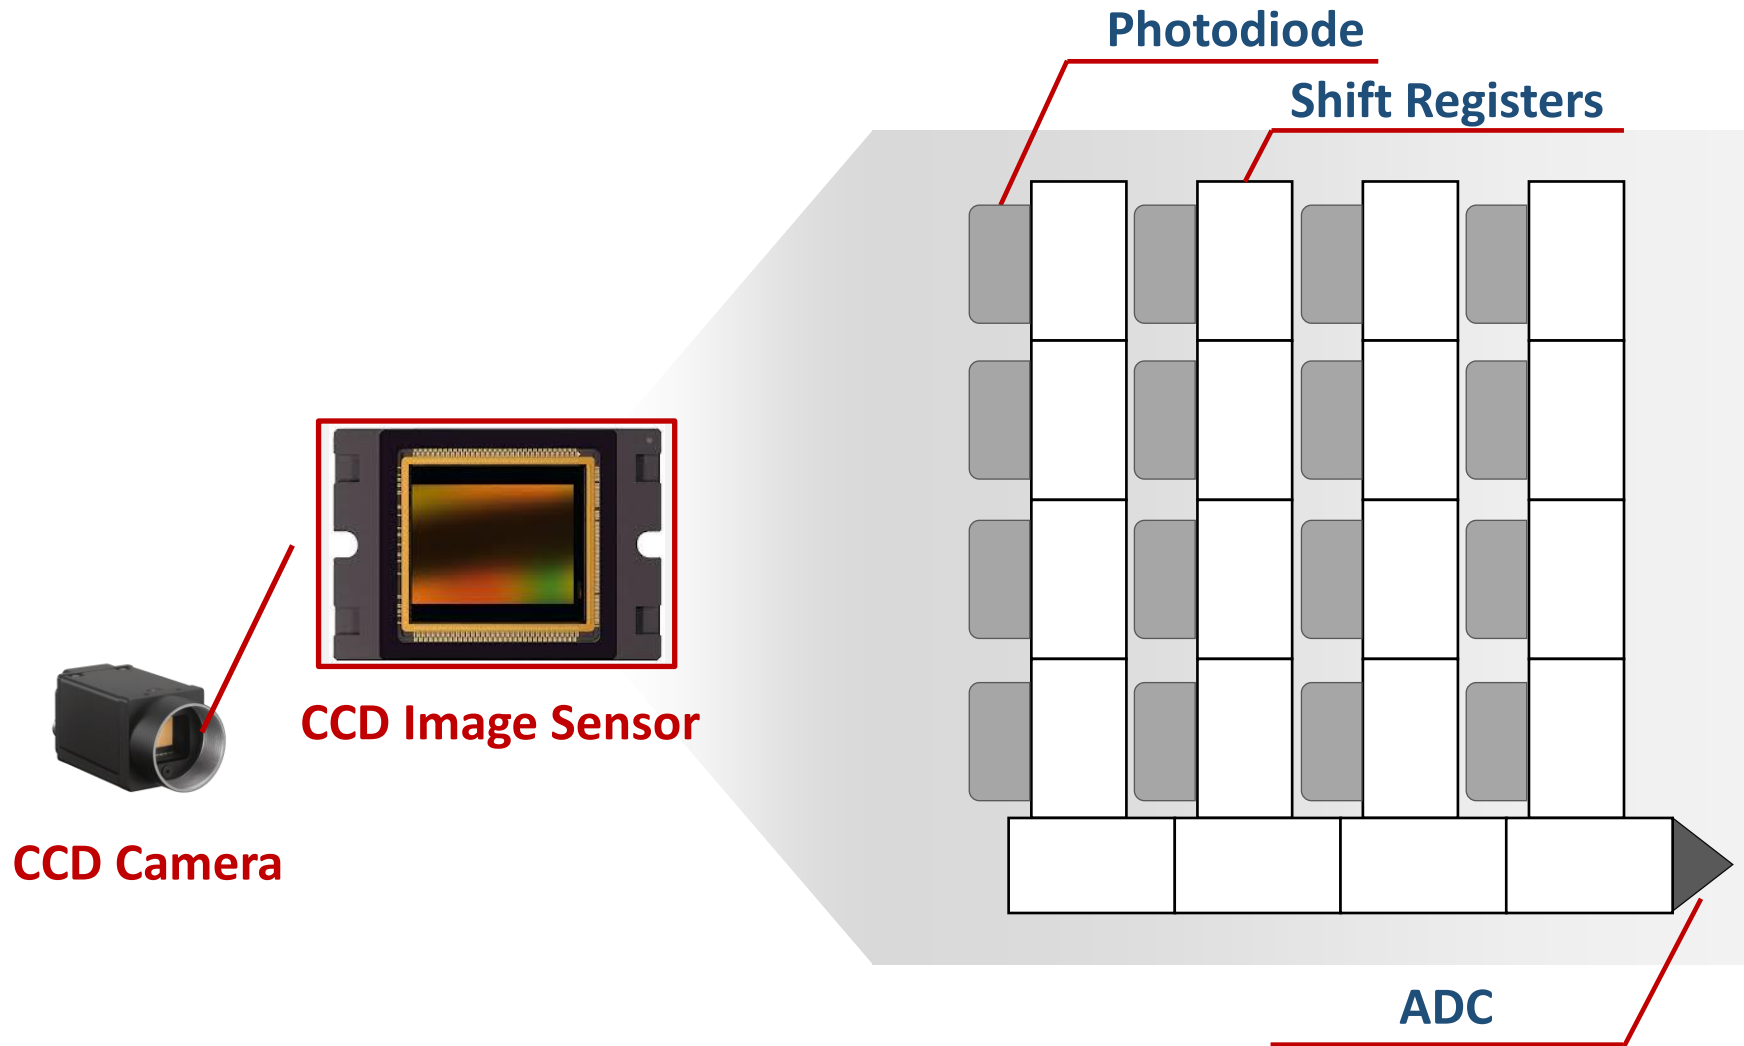 Photodiode
Shift Registers
CCD Image Sensor
CCD Camera
ADC